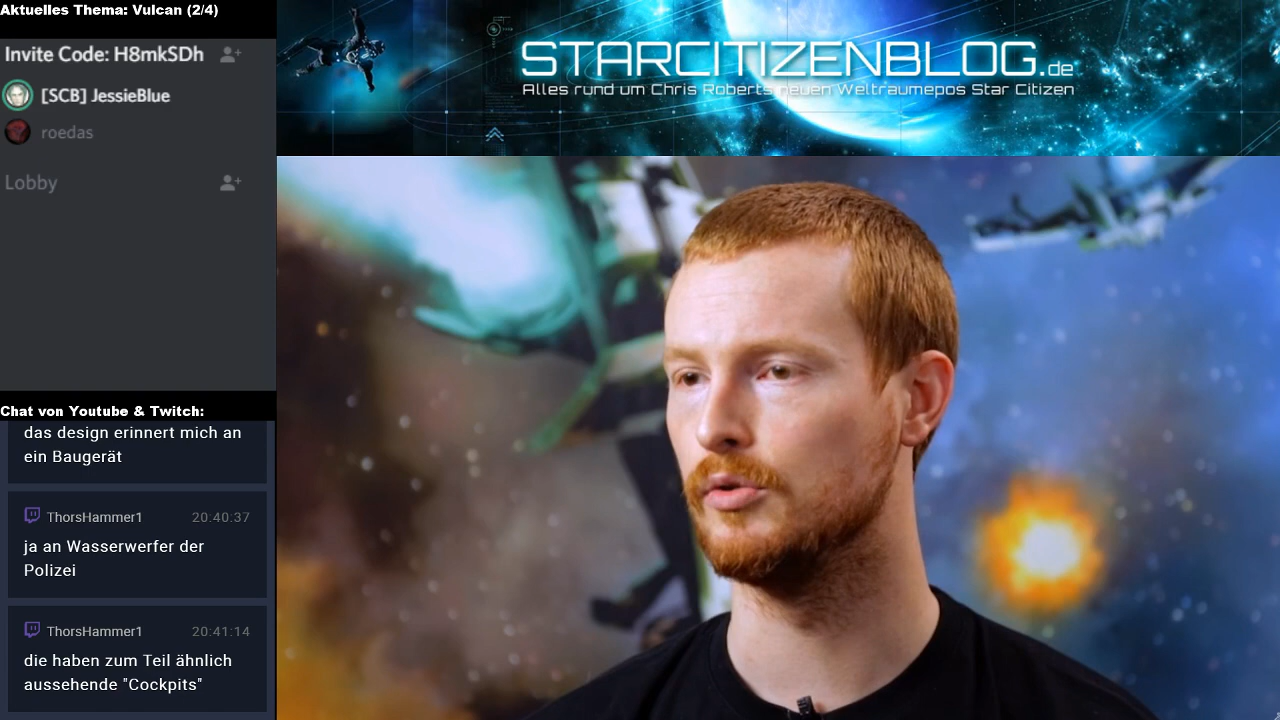 Aktuelles Thema: Vulcan (2/4)
Invite Code: H8mkSDh
[SCB] JessieBlue
roedas
Lobby
Chat von Youtube & Twitch:
das design erinnert mich an
ein Baugerät
ThorsHammer1 20:40:37
ja an Wasserwerfer der
Polizei
ThorsHammer1 20:41:14
die haben zum Teil ähnlich
aussehende "Cockpits"
STARCITIZENBLOG.de
Alles rund um Chris Roberts neuen Weltraumepos Star Citizen